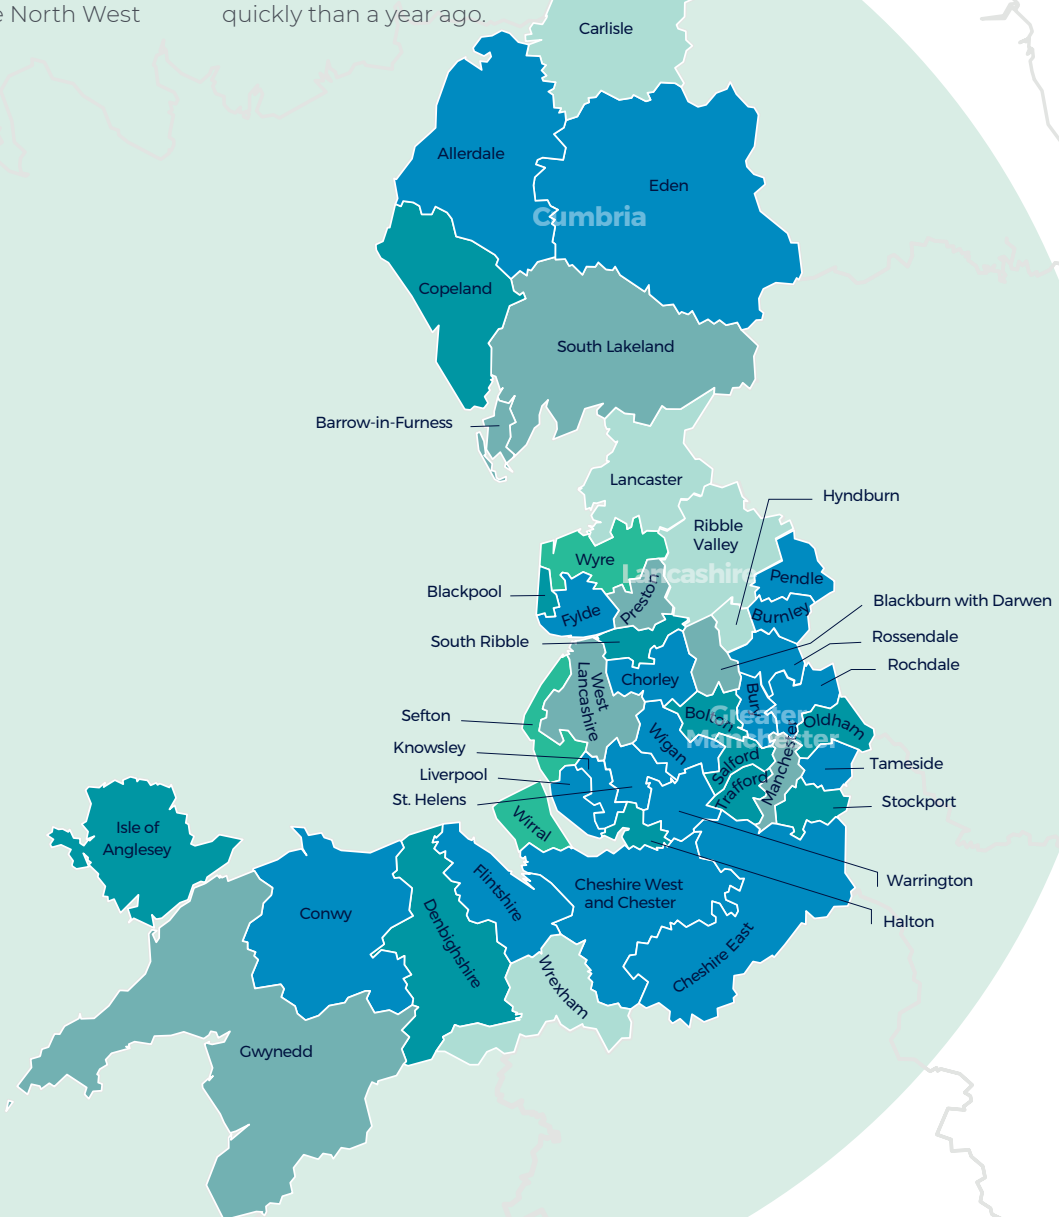 North West
quickly than a year ago.
Carlisle
Allerdale
Eden
Cumbria
Copeland
South Lakeland
Barrow-in-Furness
Lancaster
Hyndburn
Ribble
Valley
Wyre
Lancashire
Pendle
Preston
Blackpool
Fylde
Burnley
Blackburn with Darwen
South Ribble
Rossendale
Rochdale
Chorley
West
Lancashire
Bury
Sefton
Bolton
Greater
Manchester
Oldham
Wigan
Knowsley
Salford
Manchester
Tameside
Liverpool
Trafford
St. Helens
Stockport
Wirral
Isle of
Anglesey
Warrington
Flintshire
Cheshire West
and Chester
Halton
Conwy
Denbighshire
Cheshire East
Wrexham
Gwynedd